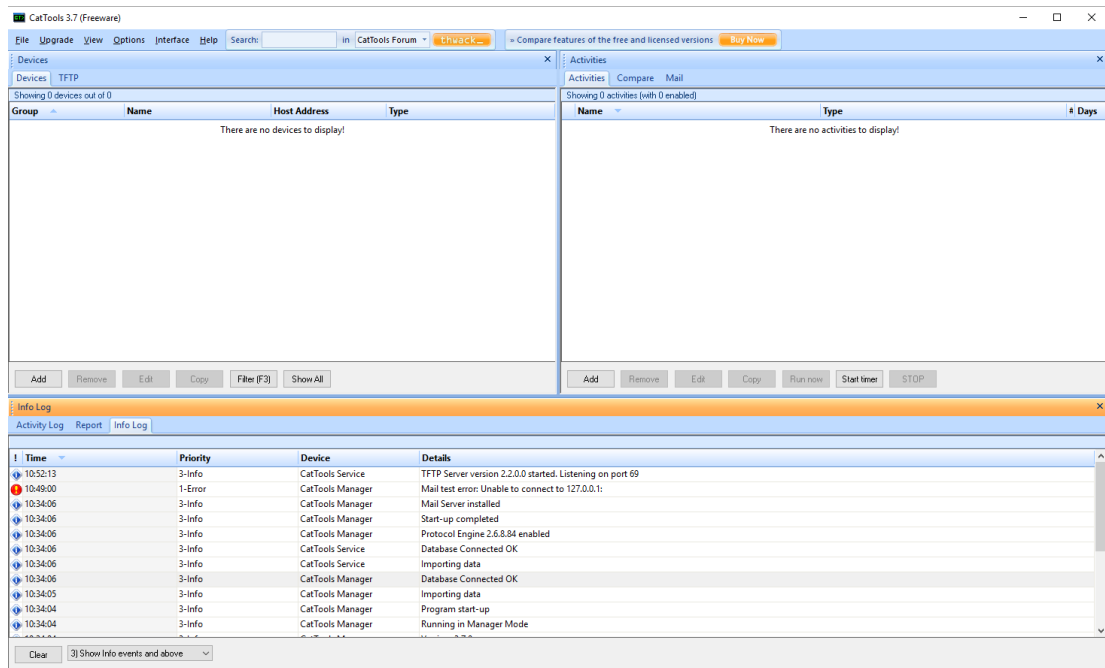 CatTools 3.7 (Freeware)
File Upgrade View Options Interface Help Search: in CatTools Forum thwack_ » Compare features of the free and licensed versions Buy Now
Devices
Devices TFTP
Showing 0 devices out of 0
Group Name Host Address Type
There are no devices to display!
Add Remove Edit Copy Filter (F3) Show All
Activities
Activities Compare Mail
Showing 0 activities (with 0 enabled)
Name Type # Days
There are no activities to display!
Add Remove Edit Copy Run now Start timer STOP
Info Log
Activity Log Report Info Log
! Time Priority Device Details
10:52:13 3-Info CatTools Service TFTP Server version 2.2.0.0 started. Listening on port 69
10:49:00 1-Error CatTools Manager Mail test error: Unable to connect to 127.0.0.1:
10:34:06 3-Info CatTools Manager Mail Server installed
10:34:06 3-Info CatTools Manager Start-up completed
10:34:06 3-Info CatTools Manager Protocol Engine 2.6.8.84 enabled
10:34:06 3-Info CatTools Service Database Connected OK
10:34:06 3-Info CatTools Service Importing data
10:34:06 3-Info CatTools Manager Database Connected OK
10:34:05 3-Info CatTools Manager Importing data
10:34:04 3-Info CatTools Manager Program start-up
10:34:04 3-Info CatTools Manager Running in Manager Mode
Clear 3) Show Info events and above